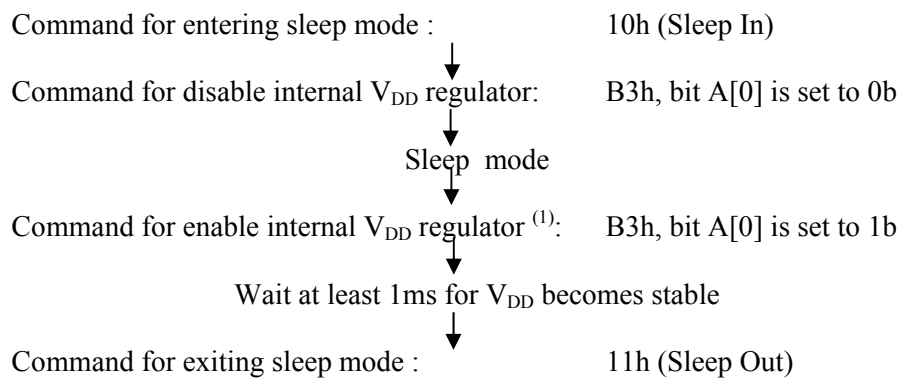 Command for entering sleep mode : 10h (Sleep In)
Command for disable internal VDD regulator: B3h, bit A[0] is set to 0b
Sleep mode
Command for enable internal VDD regulator (1): B3h, bit A[0] is set to 1b
Wait at least 1ms for VDD becomes stable
Command for exiting sleep mode : 11h (Sleep Out)